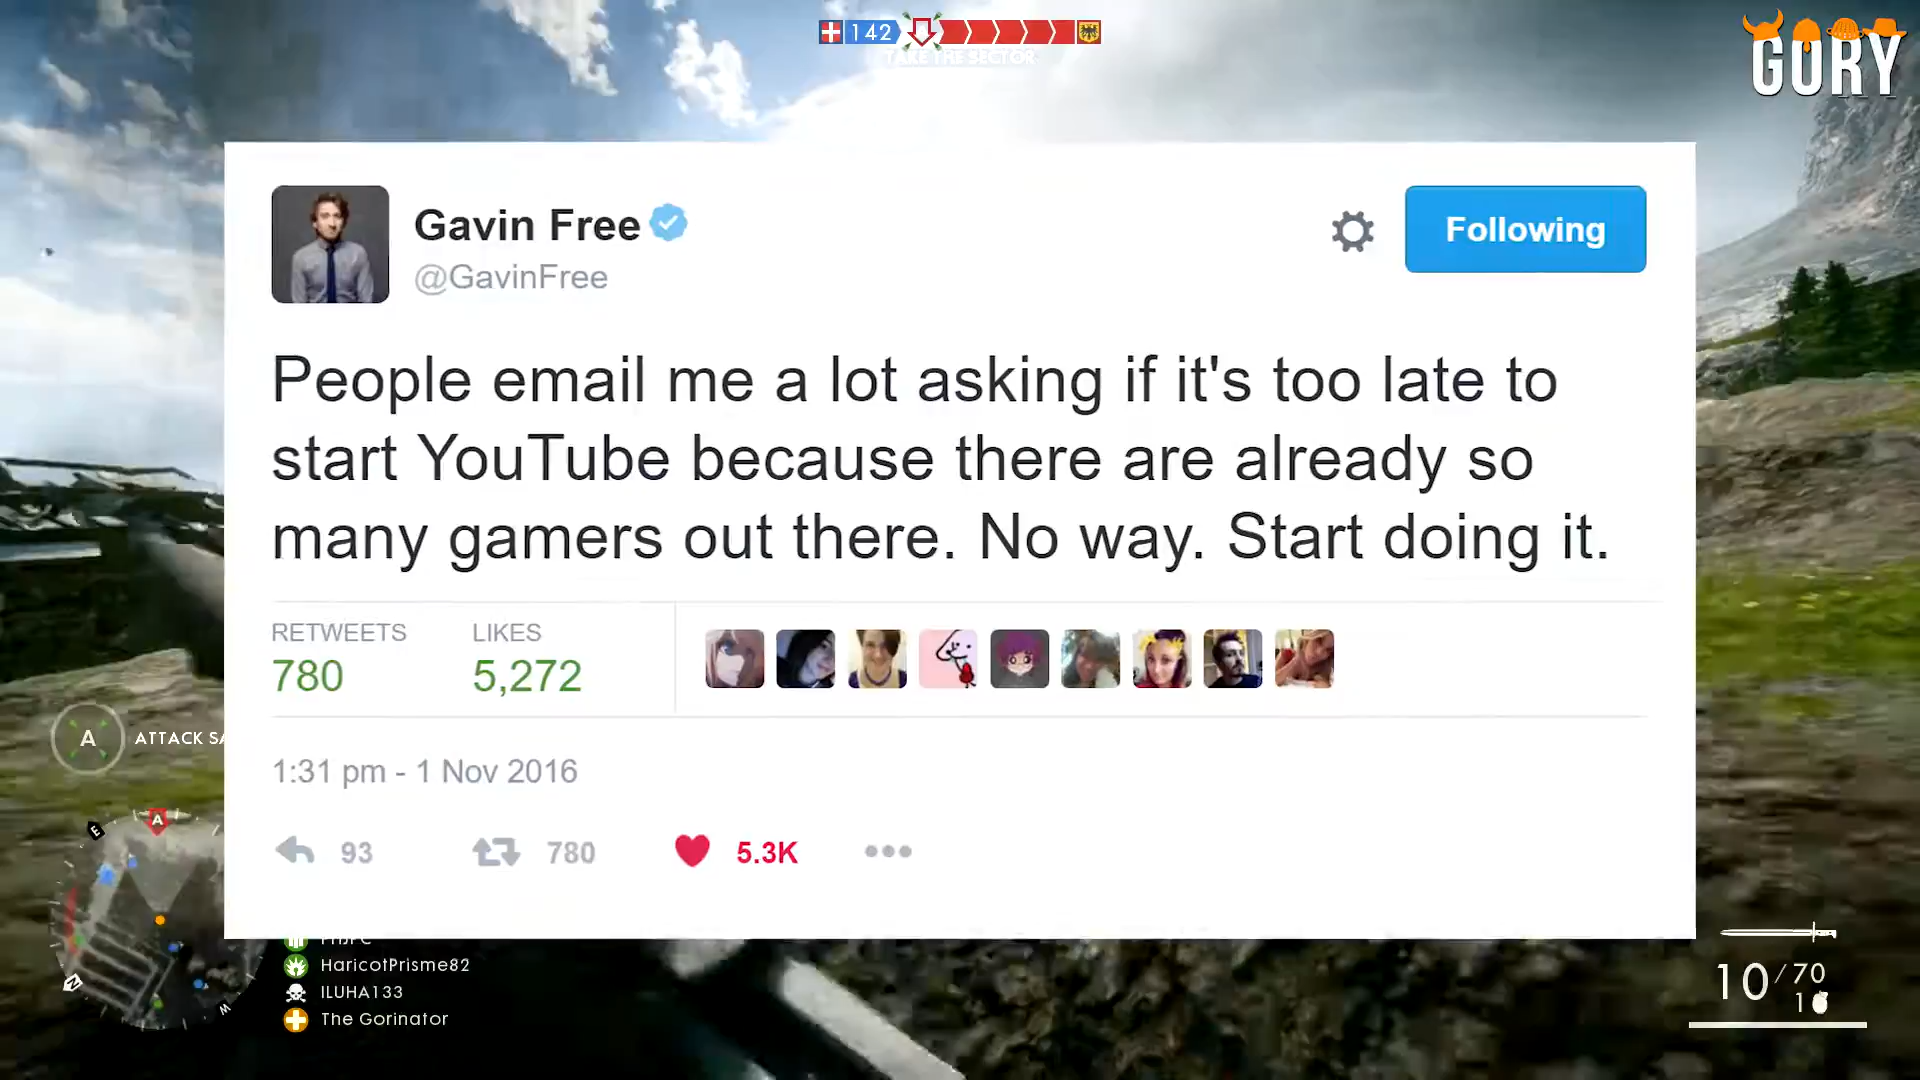 142
TAKE THE SECTOR
GORY
Gavin Free
@GavinFree
Following
People email me a lot asking if it's too late to
start YouTube because there are already so
many gamers out there. No way. Start doing it.
RETWEETS
780
LIKES
5,272
1:31 pm - 1 Nov 2016
93
780
5.3K
A
ATTACK
A
E
Z
W
HaricotPrisme82
ILUHA133
The Gorinator
10/70
1